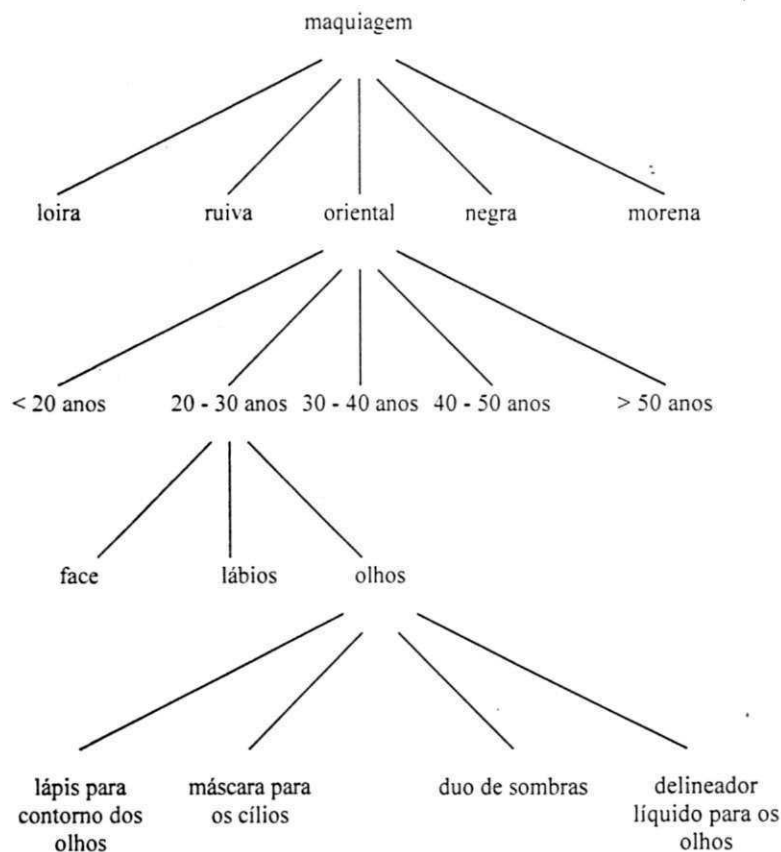 maquiagem
loira ruiva oriental negra morena
< 20 anos 20 - 30 anos 30 - 40 anos 40 - 50 anos > 50 anos
face lábios olhos
lápis para máscara para duo de sombras delineador
contorno dos os cílios líquido para os
olhos olhos